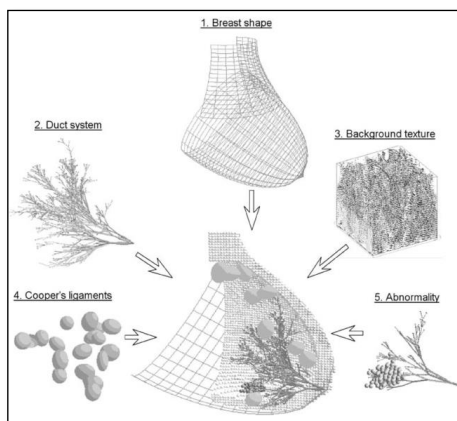 1. Breast shape
2. Duct system
3. Background texture
4. Cooper's ligaments
5. Abnormality